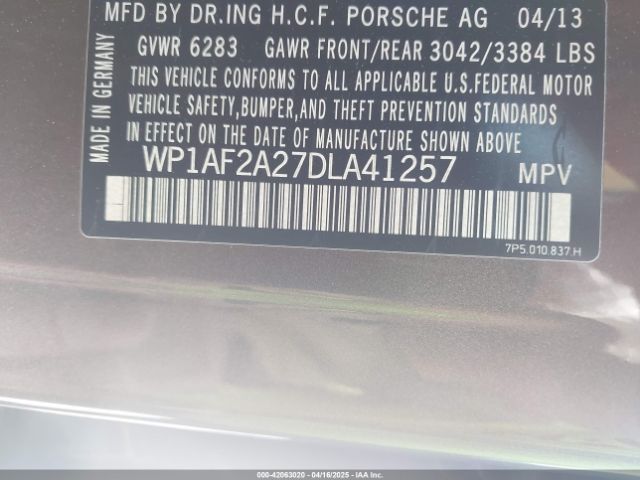 MFD BY DR.ING H.C.F. PORSCHE AG 04/13
GVWR 6283 GAWR FRONT/REAR 3042/3384 LBS
THIS VEHICLE CONFORMS TO ALL APPLICABLE U.S.FEDERAL MOTOR
VEHICLE SAFETY,BUMPER,AND THEFT PREVENTION STANDARDS
IN EFFECT ON THE DATE OF MANUFACTURE SHOWN ABOVE
MADE IN GERMANY
WP1AF2A27DLA41257 MPV
7P5.010.837.H
000-42063020 - 04/16/2025 - IAAI.COM